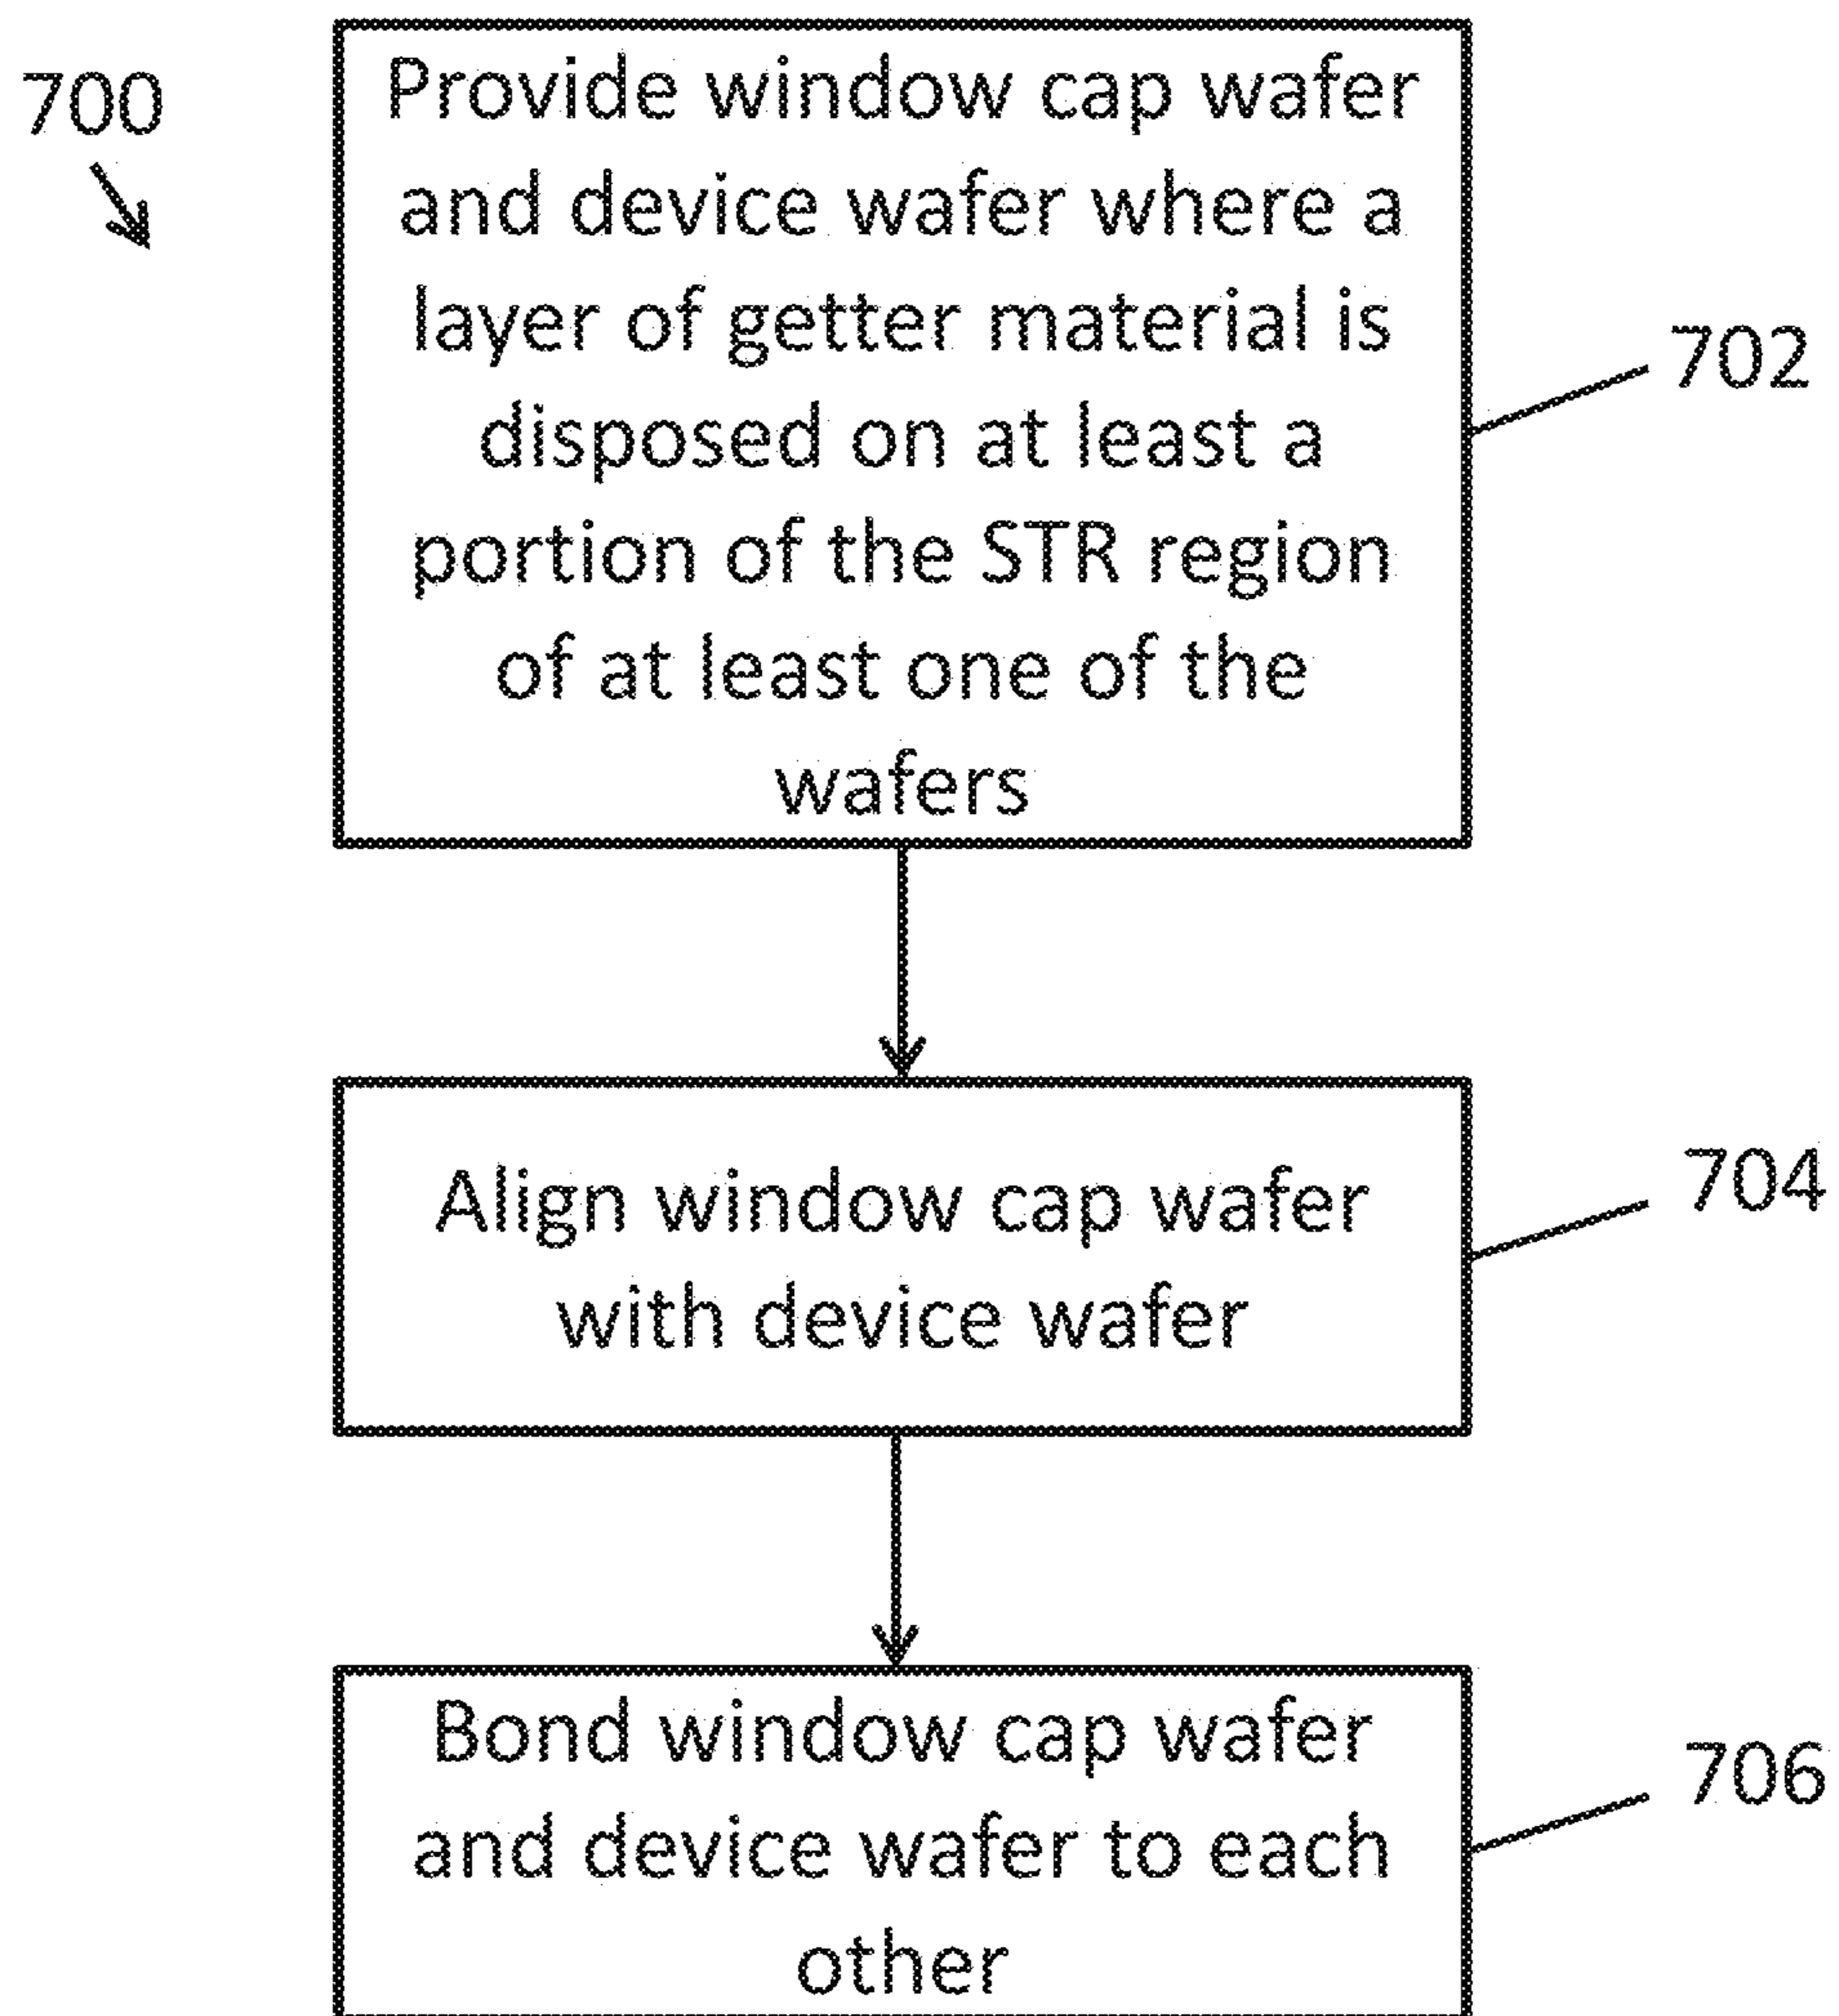 700
Provide window cap wafer
and device wafer where a
layer of getter material is
disposed on at least a
portion of the STR region
of at least one of the
wafers
702
Align window cap wafer
with device wafer
704
Bond window cap wafer
and device wafer to each
other
706